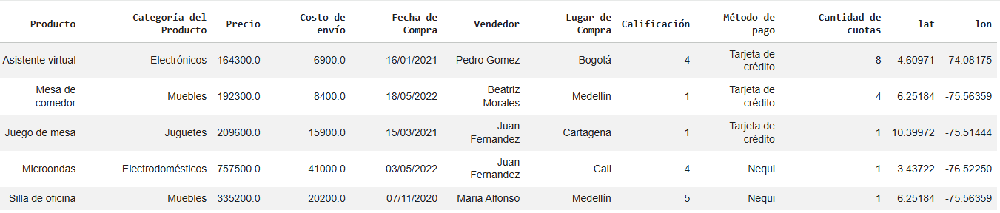 Producto Categoría del Producto Precio Costo de envío Fecha de Compra Vendedor Lugar de Compra Calificación Método de pago Cantidad de cuotas lat lon
Asistente virtual Electrónicos 164300.0 6900.0 16/01/2021 Pedro Gomez Bogotá 4 Tarjeta de crédito 8 4.60971 -74.08175
Mesa de comedor Muebles 192300.0 8400.0 18/05/2022 Beatriz Morales Medellín 1 Tarjeta de crédito 4 6.25184 -75.56359
Juego de mesa Juguetes 209600.0 15900.0 15/03/2021 Juan Fernandez Cartagena 1 Tarjeta de crédito 1 10.39972 -75.51444
Microondas Electrodomésticos 757500.0 41000.0 03/05/2022 Juan Fernandez Cali 4 Nequi 1 3.43722 -76.52250
Silla de oficina Muebles 335200.0 20200.0 07/11/2020 Maria Alfonso Medellín 5 Nequi 1 6.25184 -75.56359